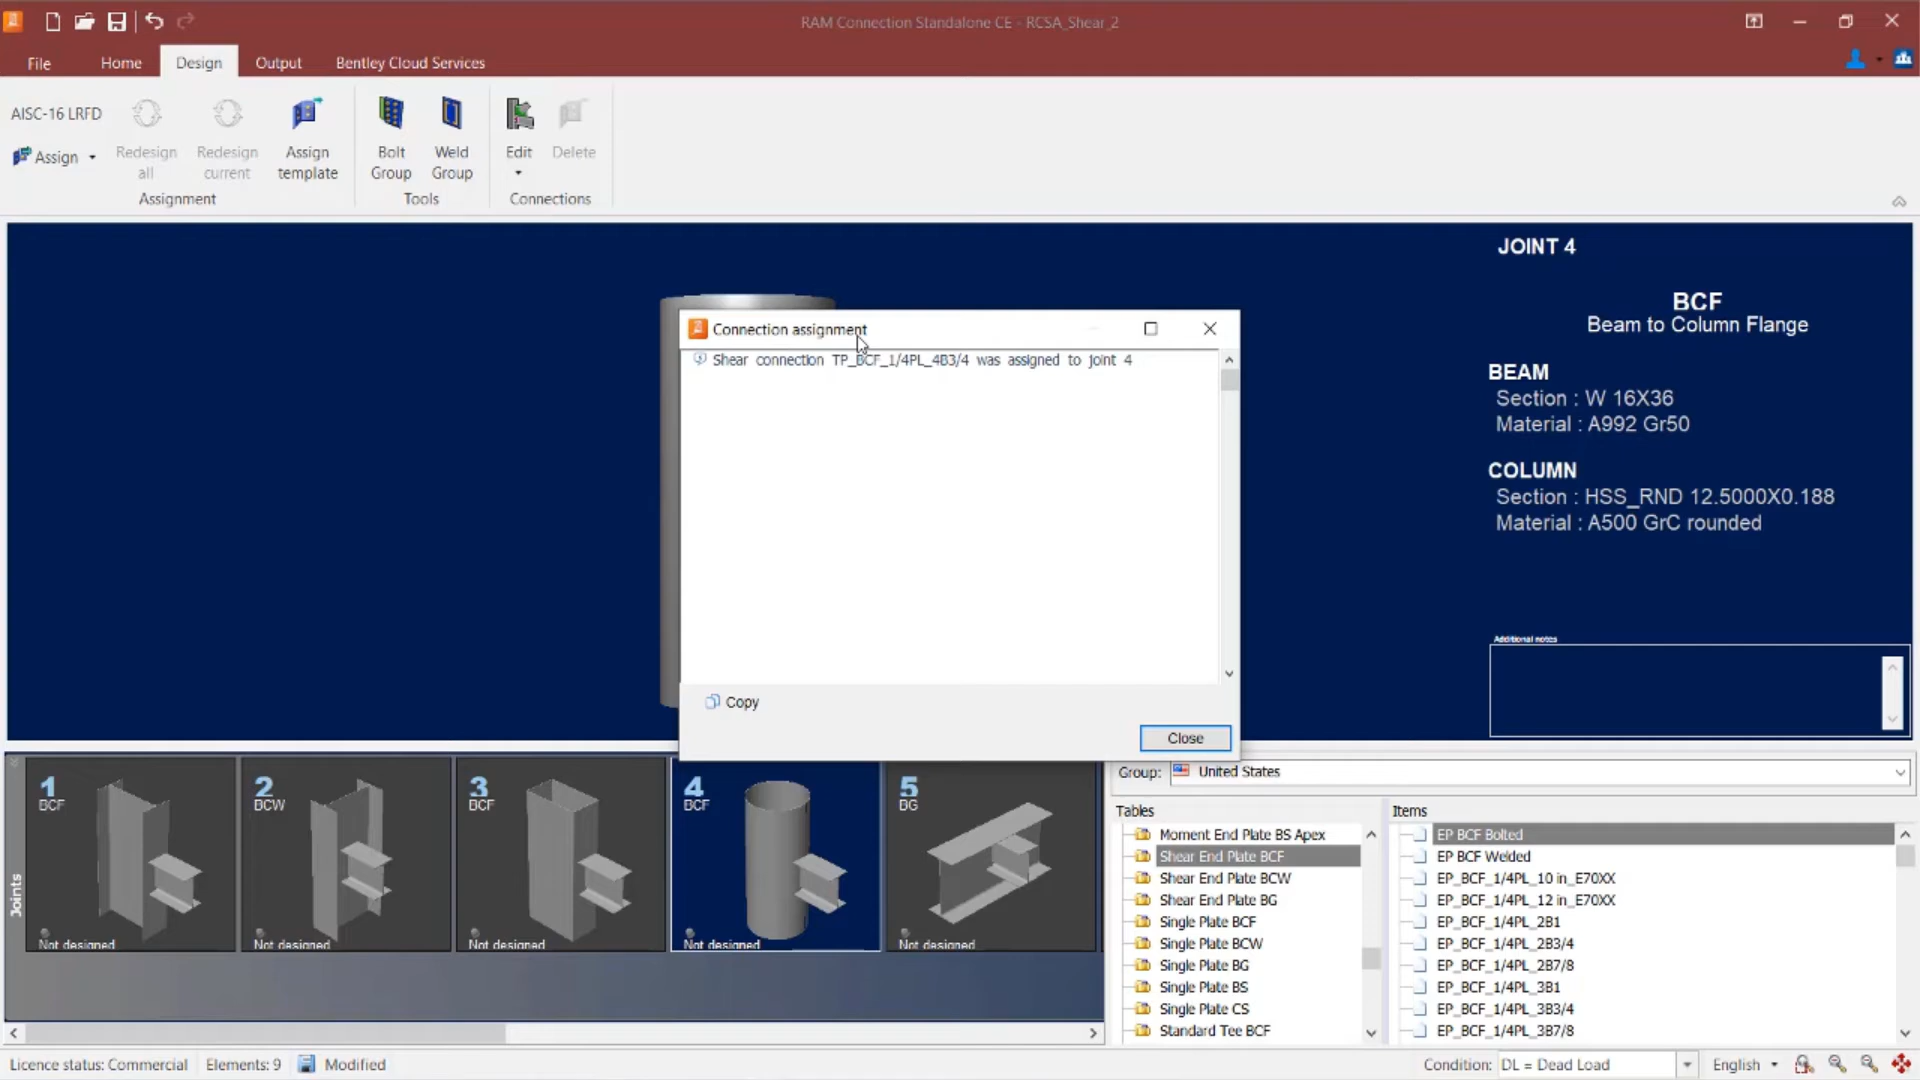 RAM Connection Standalone CE - RCSA_Shear_2
File
Home
Design
Output
Bentley Cloud Services
AISC-16 LRFD
Assign
Redesign all
Redesign current
Assign template
Bolt Group
Weld Group
Edit
Delete
Assignment
Tools
Connections
JOINT 4
BCF
Beam to Column Flange
BEAM
Section : W 16X36
Material : A992 Gr50
COLUMN
Section : HSS_RND 12.5000X0.188
Material : A500 GrC rounded
Additional notes
Connection assignment
Shear connection TP_BCF_1/4PL_4B3/4 was assigned to joint 4
Copy
Close
Joints
1
BCF
Not designed
2
BCW
Not designed
3
BCF
Not designed
4
BCF
Not designed
5
BG
Not designed
Group: United States
Tables
Moment End Plate BS Apex
Shear End Plate BCF
Shear End Plate BCW
Shear End Plate BG
Single Plate BCF
Single Plate BCW
Single Plate BG
Single Plate BS
Single Plate CS
Standard Tee BCF
Items
EP BCF Bolted
EP BCF Welded
EP_BCF_1/4PL_10 in_E70XX
EP_BCF_1/4PL_12 in_E70XX
EP_BCF_1/4PL_2B1
EP_BCF_1/4PL_2B3/4
EP_BCF_1/4PL_2B7/8
EP_BCF_1/4PL_3B1
EP_BCF_1/4PL_3B3/4
EP_BCF_1/4PL_3B7/8
Licence status: Commercial
Elements: 9
Modified
Condition: DL = Dead Load
English